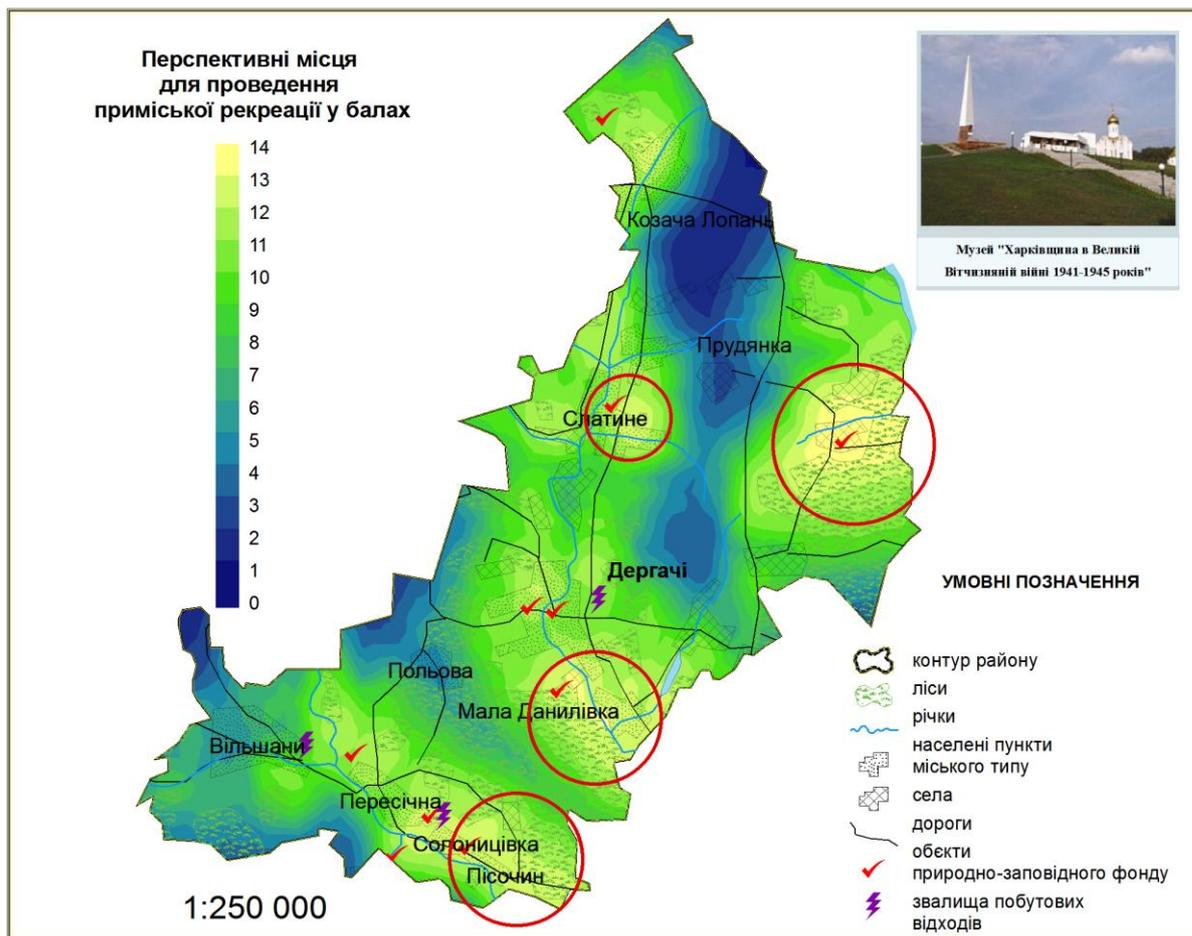 Перспективні місця
для проведення
приміської рекреації у балах
14
13
12
11
10
9
8
7
6
5
4
3
2
1
0
Музей "Харківщина в Великій
Вітчизняній війні 1941-1945 років"
Козача Лопань
Прудянка
Слатине
Дергачі
Польова
Мала Данилівка
Вільшани
Пересічна
Солоницівка
Пісочин
1:250 000
УМОВНІ ПОЗНАЧЕННЯ
контур району
ліси
річки
населені пункти
міського типу
села
дороги
обєкти
природно-заповідного фонду
звалища побутових
відходів